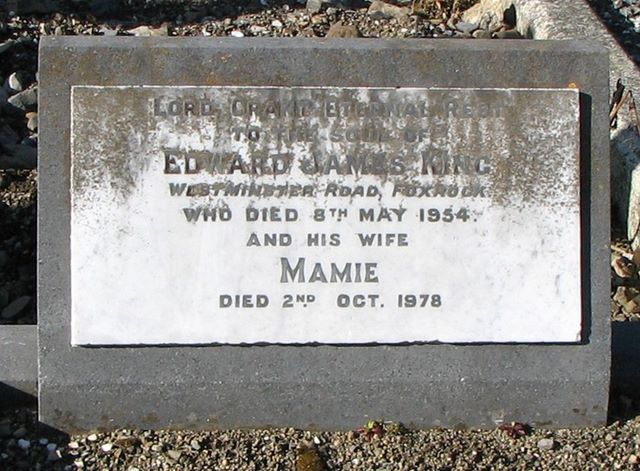 LORD, GRANT ETERNAL REST
TO THE SOUL OF
EDWARD JAMES KING
WESTMINSTER ROAD, FOXROCK
WHO DIED 8TH MAY 1954.
AND HIS WIFE
MAMIE
DIED 2ND OCT. 1978